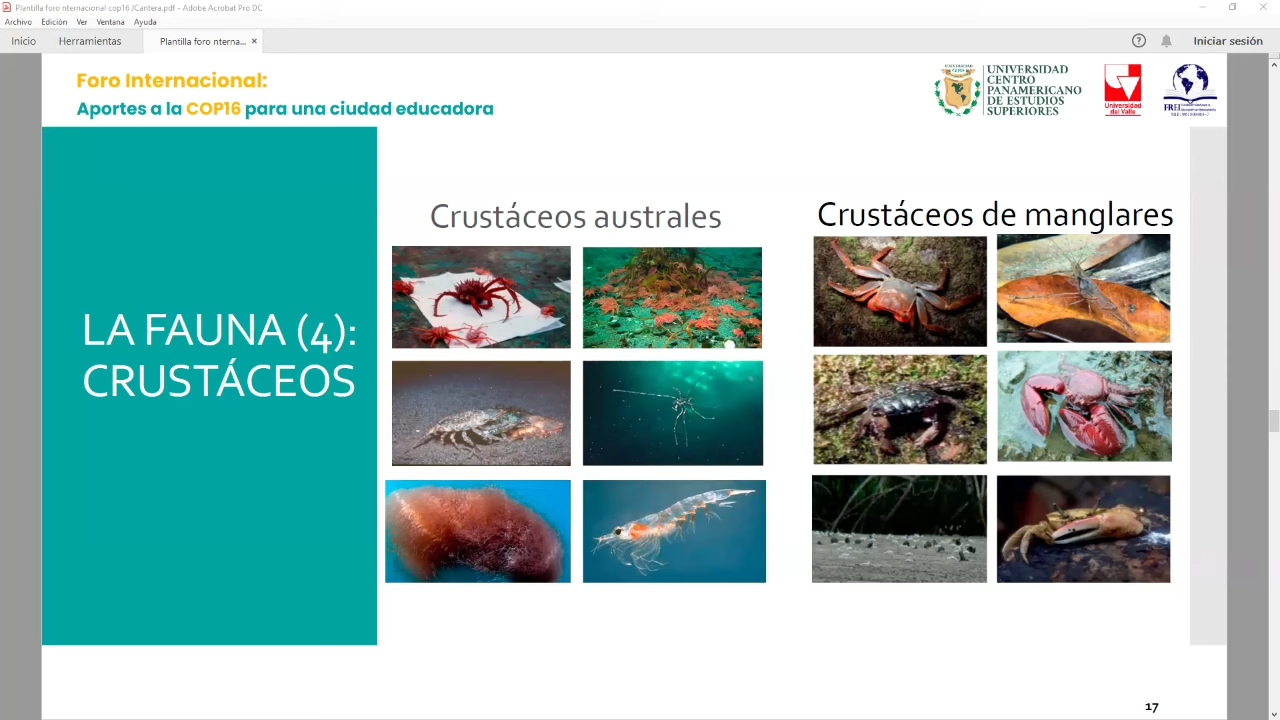 Plantilla foro nternacional cop16 JCantera.pdf - Adobe Acrobat Pro DC
Archivo Edición Ver Ventana Ayuda
Inicio Herramientas Plantilla foro nterna... × Iniciar sesión
Foro Internacional:
Aportes a la COP16 para una ciudad educadora
UNIVERSIDAD
CENTRO
PANAMERICANO
DE ESTUDIOS
SUPERIORES
Universidad
del Valle
FREI
LA FAUNA (4):
CRUSTÁCEOS
Crustáceos australes
Crustáceos de manglares
17